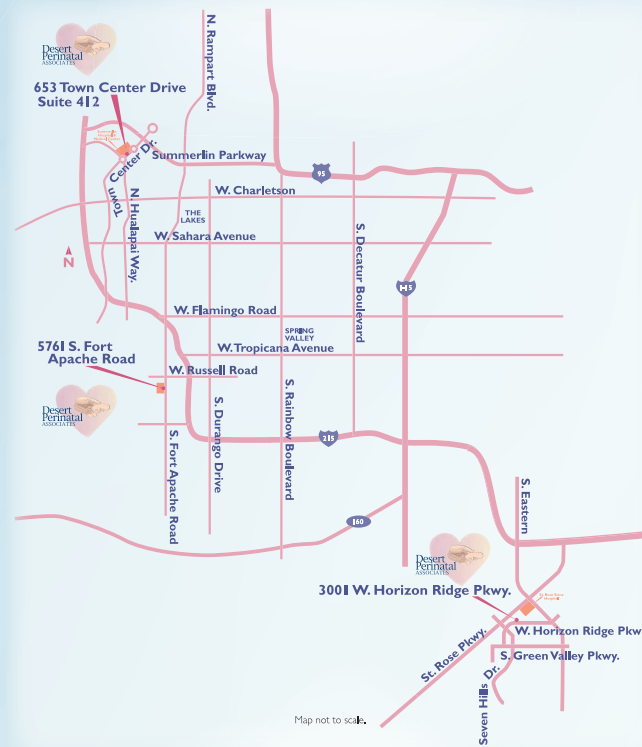 Desert
Perinatal
ASSOCIATES
653 Town Center Drive
Suite 412
N. Rampart Blvd.
Town Center Dr.
Summerlin Parkway
95
W. Charletson
N. Hualapai Way.
THE
LAKES
W. Sahara Avenue
S. Decatur Boulevard
N
W. Flamingo Road
SPRING
VALLEY
W. Tropicana Avenue
5761 S. Fort
Apache Road
W. Russell Road
Desert
Perinatal
ASSOCIATES
S. Fort Apache Road
S. Durango Drive
S. Rainbow Boulevard
215
160
S. Eastern
Desert
Perinatal
ASSOCIATES
3001 W. Horizon Ridge Pkwy.
W. Horizon Ridge Pkw
St. Rose Pkwy.
S. Green Valley Pkwy.
Seven Hills Dr.
Map not to scale.